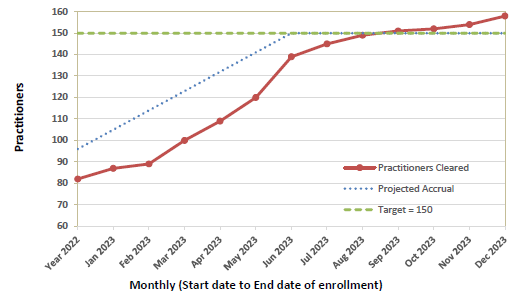 160
150
140
130
120
110
100
90
80
70
60
Practitioners
Practitioners Cleared
Projected Accrual
Target = 150
Year 2022
Jan 2023
Feb 2023
Mar 2023
Apr 2023
May 2023
Jun 2023
Jul 2023
Aug 2023
Sep 2023
Oct 2023
Nov 2023
Dec 2023
Monthly (Start date to End date of enrollment)